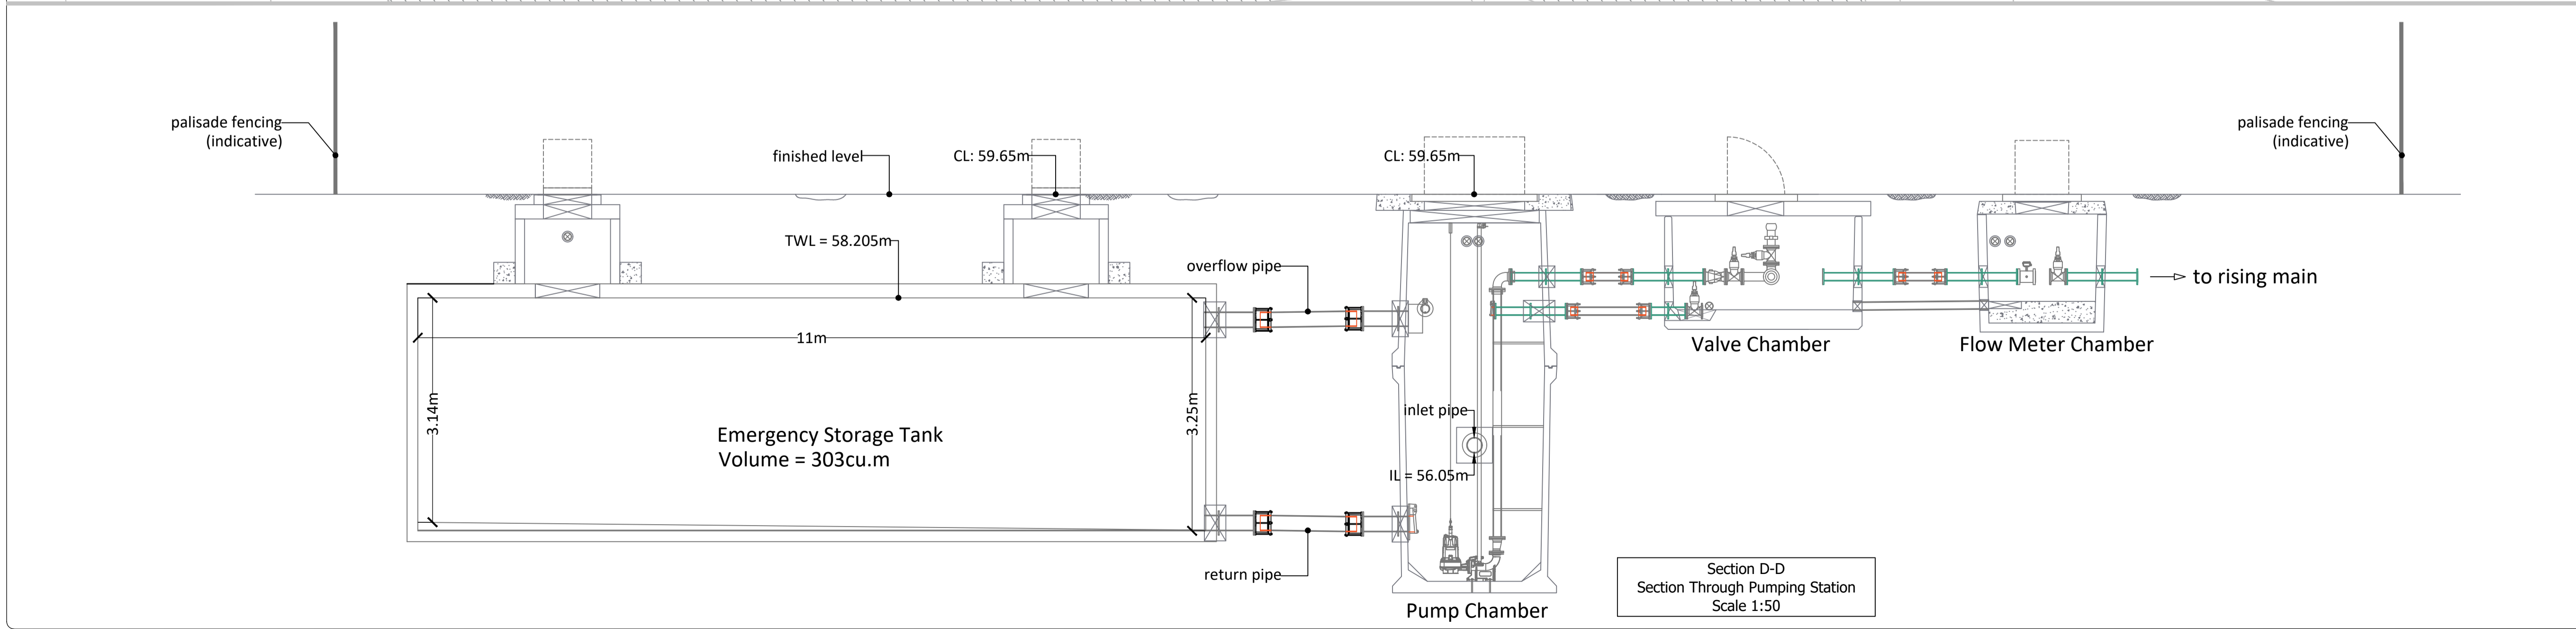 palisade fencing
(indicative)
finished level
CL: 59.65m
CL: 59.65m
palisade fencing
(indicative)
TWL = 58.205m
overflow pipe
to rising main
11m
Valve Chamber
Flow Meter Chamber
3.14m
3.25m
inlet pipe
Emergency Storage Tank
Volume = 303cu.m
IL = 56.05m
return pipe
Pump Chamber
Section D-D
Section Through Pumping Station
Scale 1:50